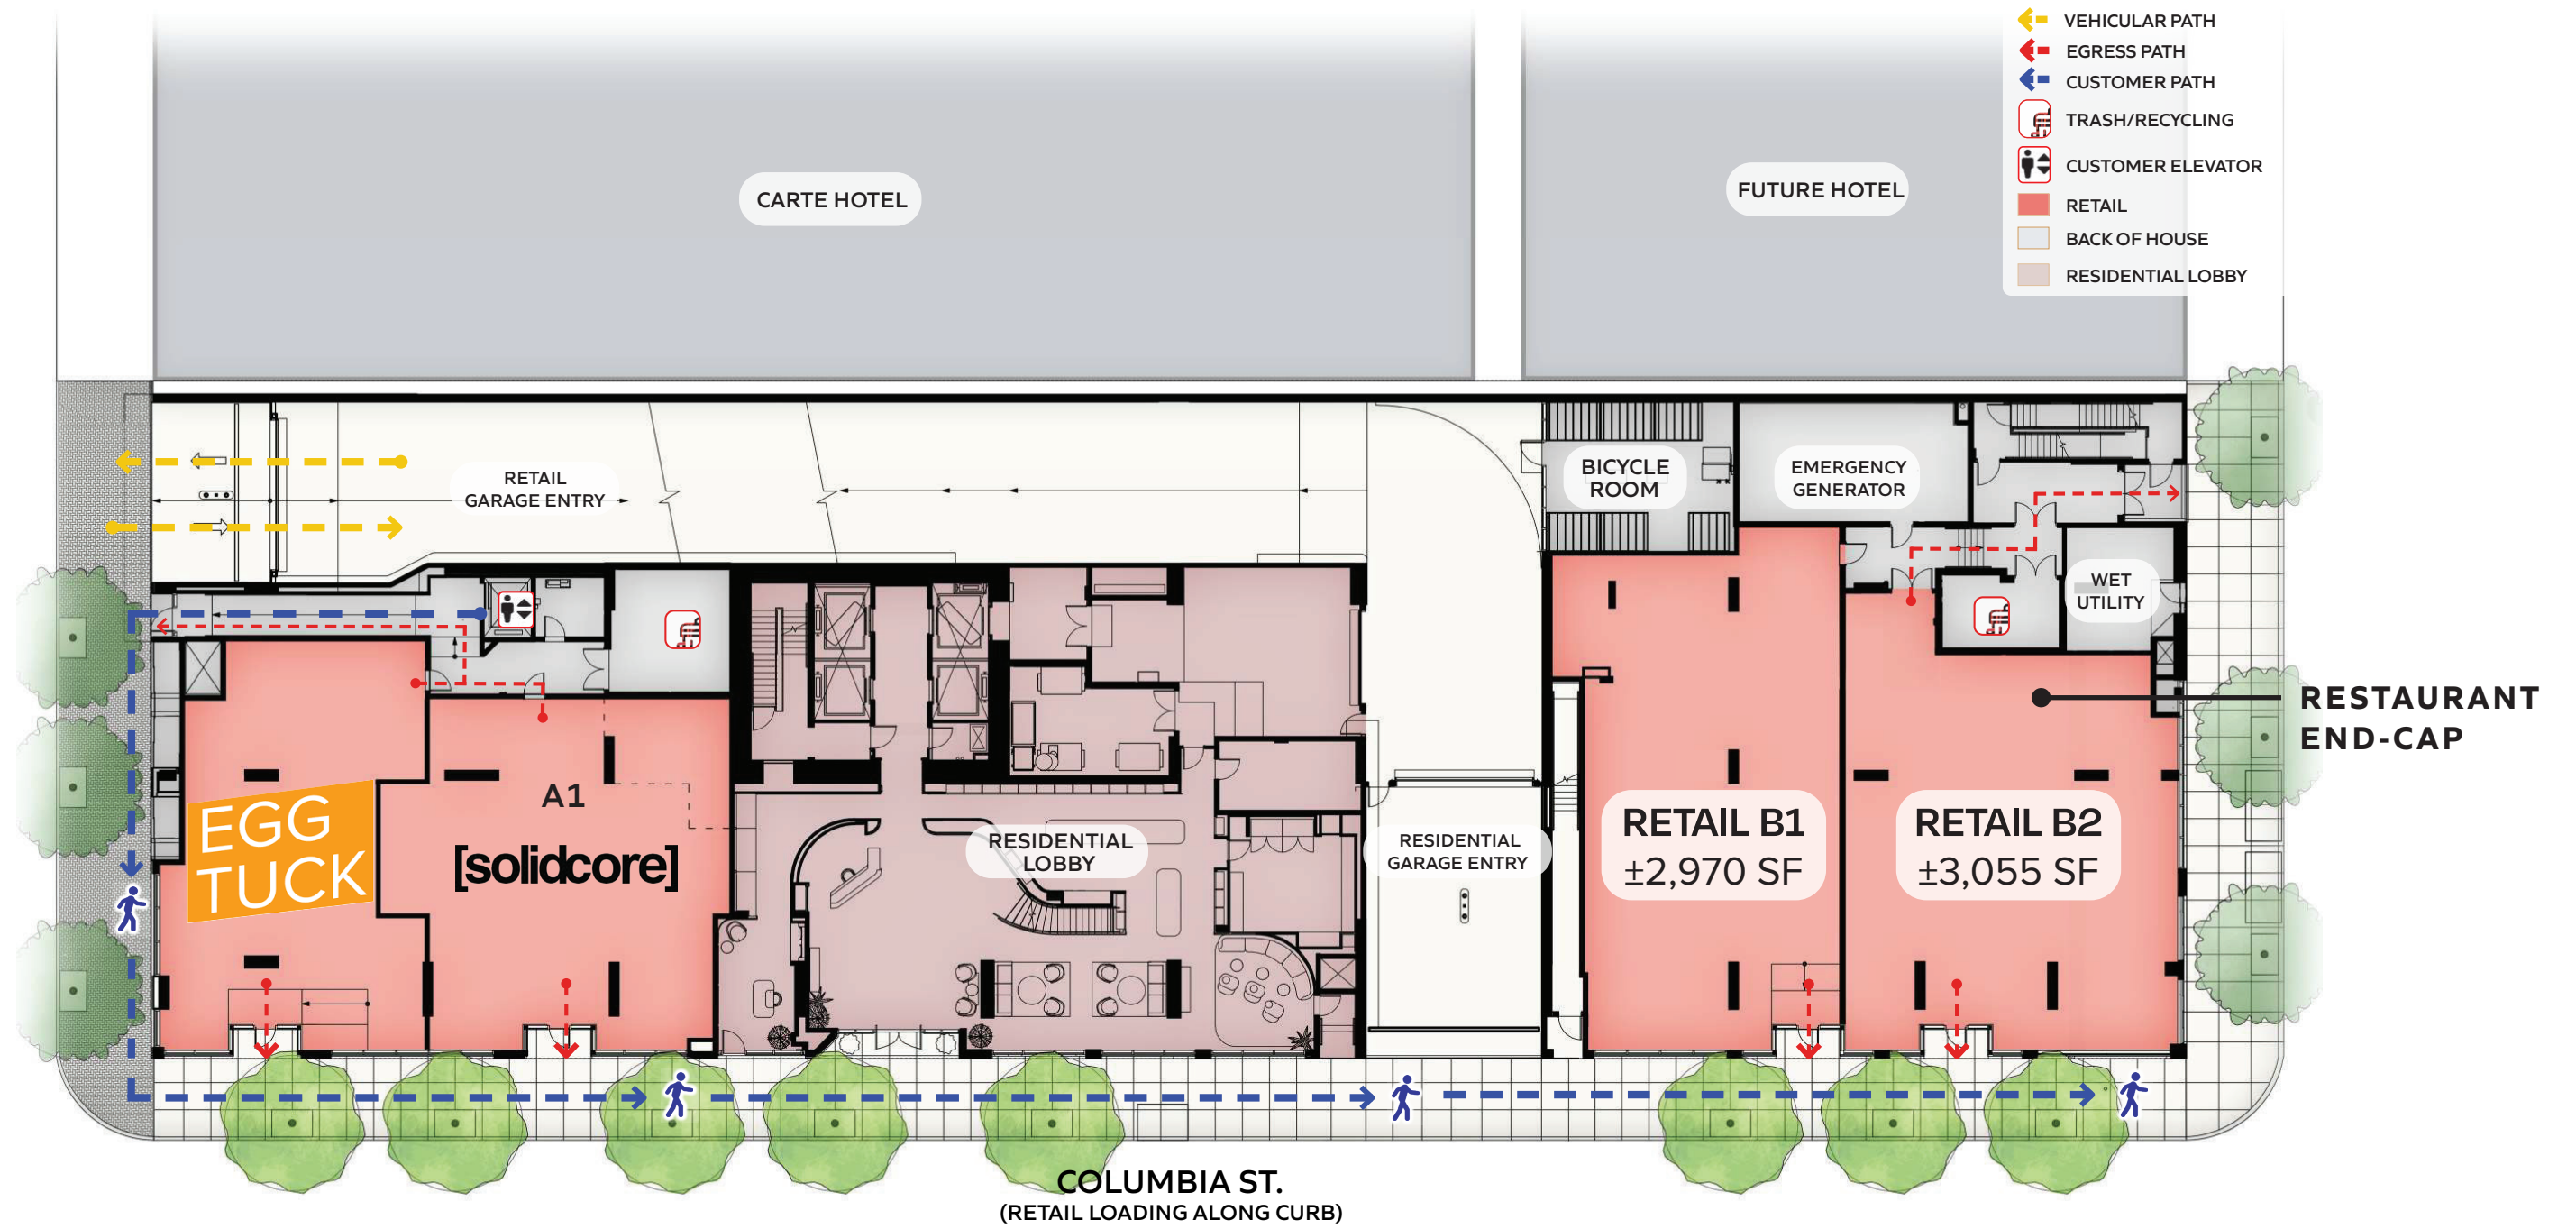 VEHICULAR PATH
EGRESS PATH
CUSTOMER PATH
TRASH/RECYCLING
CUSTOMER ELEVATOR
RETAIL
BACK OF HOUSE
RESIDENTIAL LOBBY
CARTE HOTEL
FUTURE HOTEL
RETAIL
GARAGE ENTRY
BICYCLE
ROOM
EMERGENCY
GENERATOR
WET
UTILITY
RESTAURANT
END-CAP
EGG
TUCK
A1
[solidcore]
RESIDENTIAL
LOBBY
RESIDENTIAL
GARAGE ENTRY
RETAIL B1
±2,970 SF
RETAIL B2
±3,055 SF
COLUMBIA ST.
(RETAIL LOADING ALONG CURB)